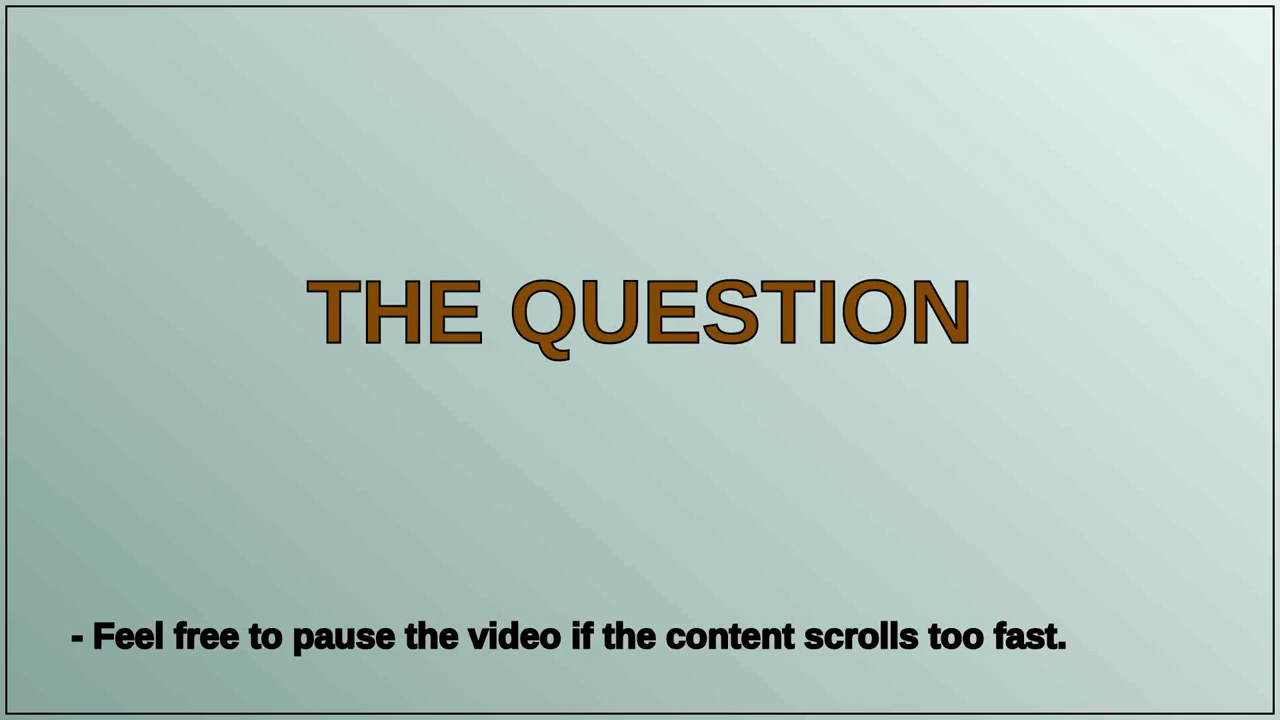 THE QUESTION
- Feel free to pause the video if the content scrolls too fast.